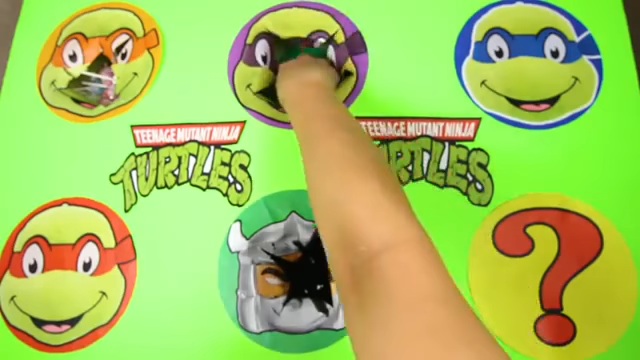 TEENAGE MUTANT NINJA
TURTLES
TEENAGE MUTANT NINJA
TURTLES
?